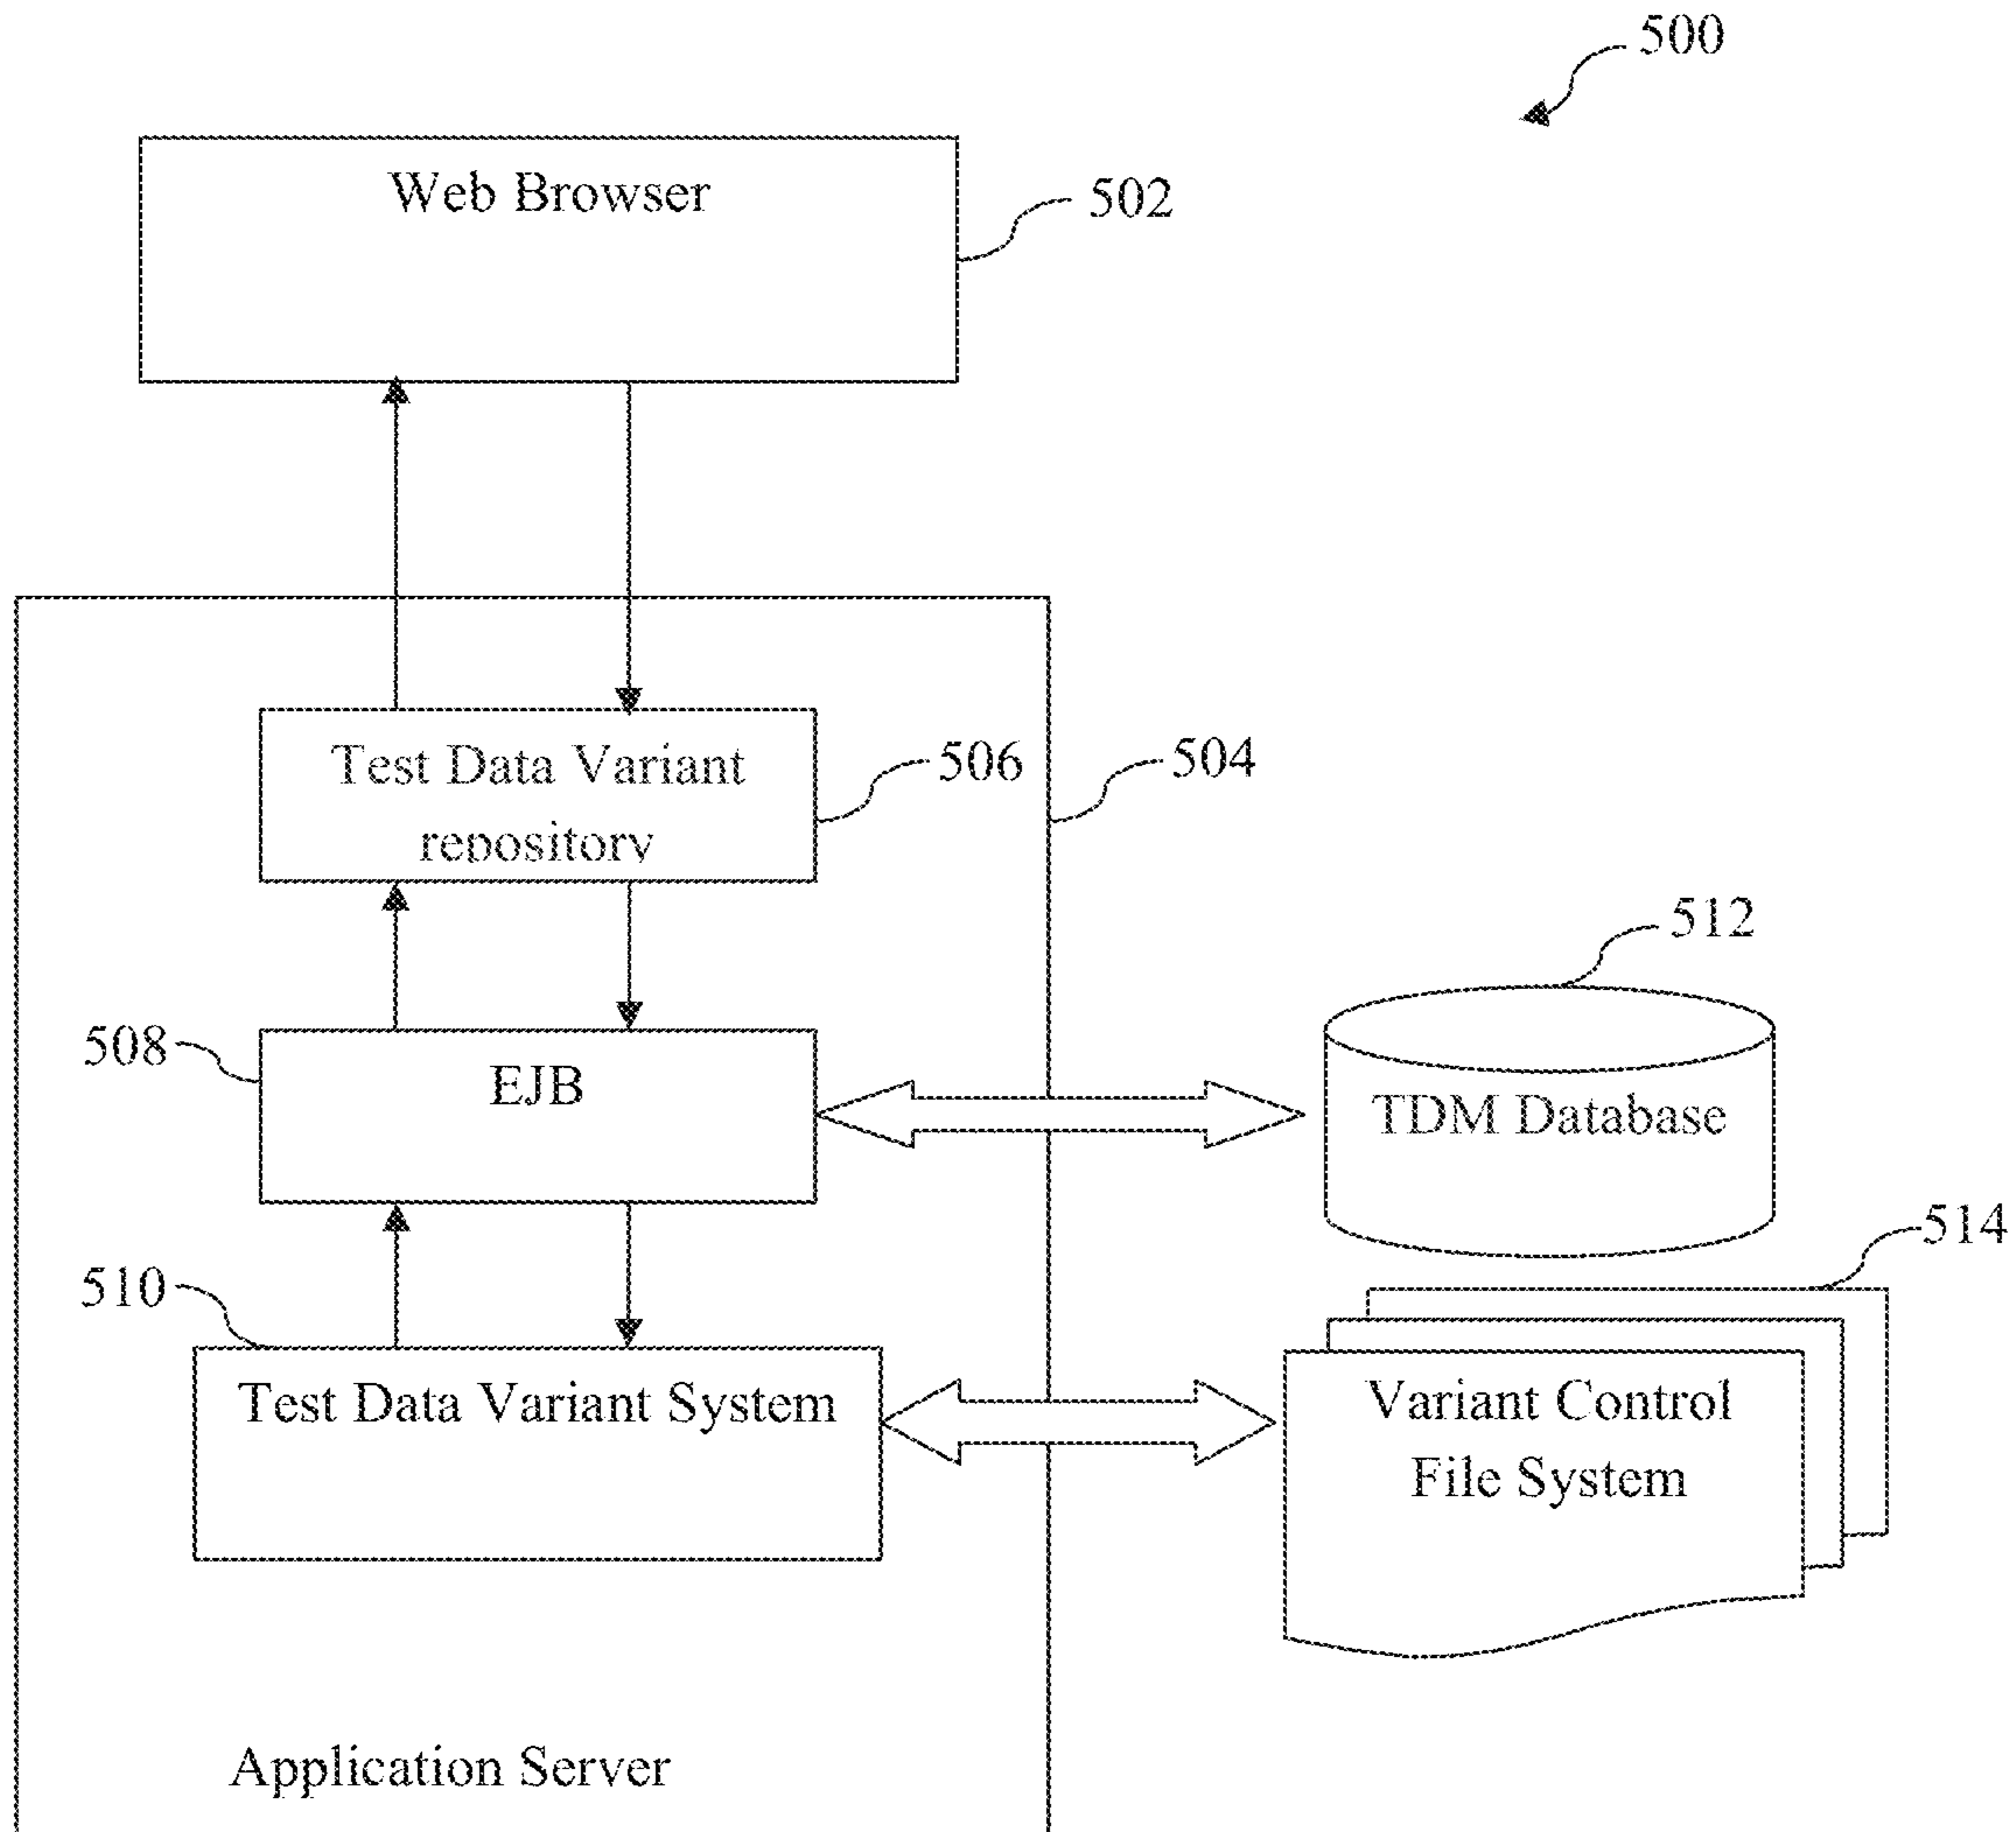 500
Web Browser
502
Test Data Variant
repository
506
504
512
508
EJB
TDM Database
514
510
Test Data Variant System
Variant Control
File System
Application Server